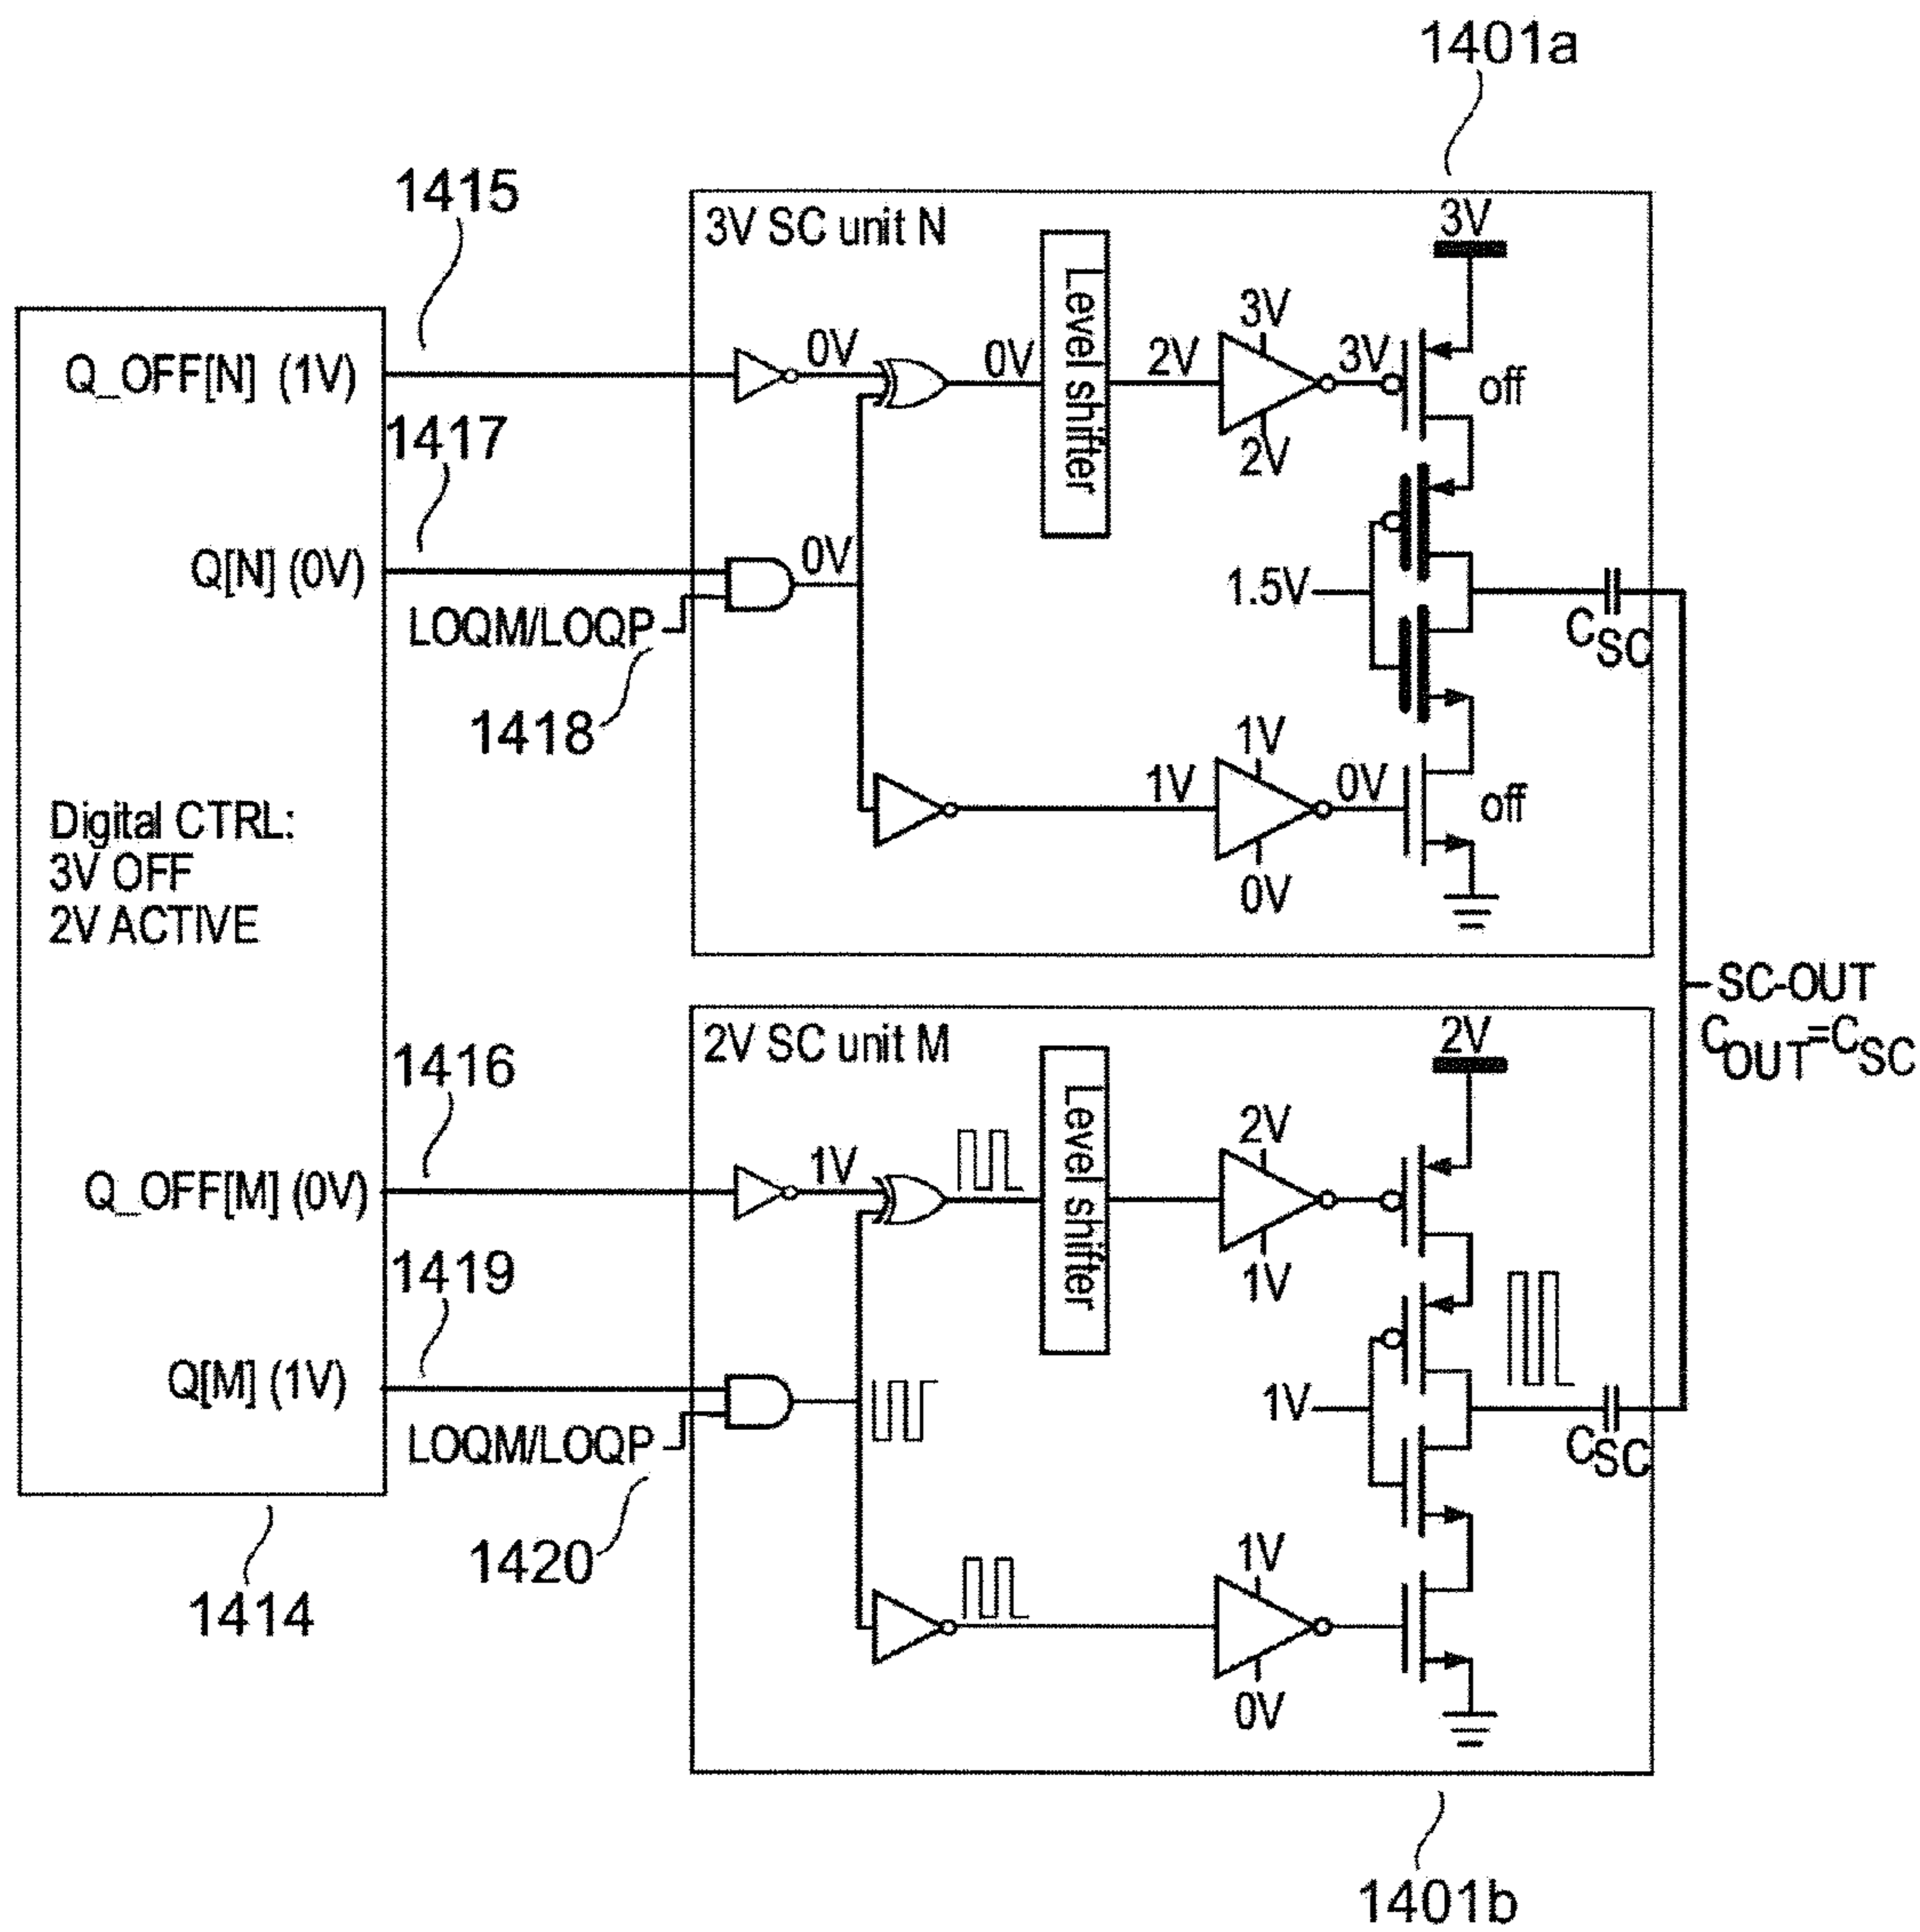 1401a
1415
3V SC unit N
3V
Q_OFF[N] (1V)
0V
0V
Level shifter
2V
3V
2V
3V
off
1417
Q[N] (0V)
0V
LOQM/LOQP
1418
1.5V
CSC
Digital CTRL:
3V OFF
2V ACTIVE
1V
1V
0V
0V
off
SC-OUT
COUT=CSC
1416
2V SC unit M
2V
Q_OFF[M] (0V)
1V
Level shifter
2V
1V
1419
Q[M] (1V)
LOQM/LOQP
1420
1V
CSC
1V
0V
1414
1401b